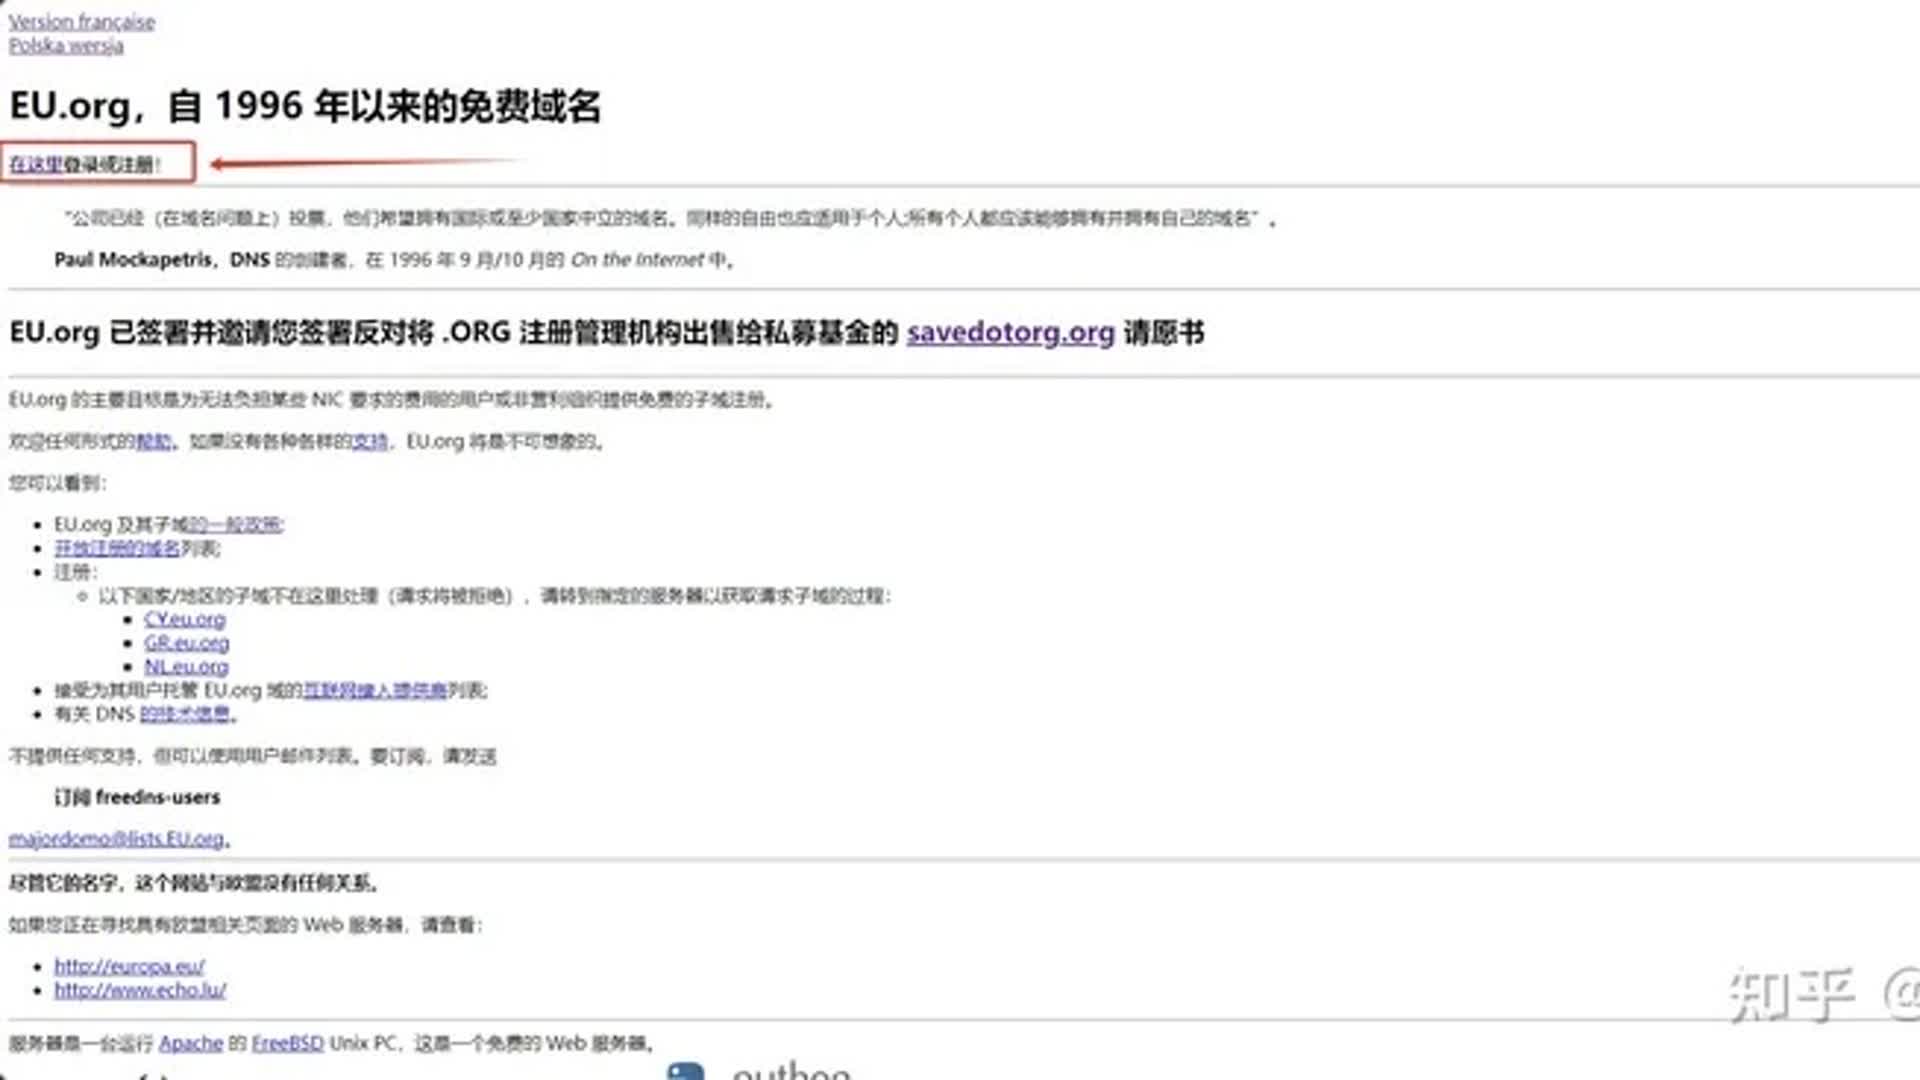 Version française
Polska wersja
EU.org，自 1996 年以来的免费域名
在这里登录或注册！
“公司已经（在域名问题上）投票，他们希望拥有国际或至少国家中立的域名。同样的自由也应适用于个人;所有个人都应该能够拥有并拥有自己的域名”。
Paul Mockapetris，DNS 的创建者，在 1996 年 9 月/10 月的 On the Internet 中。
EU.org 已签署并邀请您签署反对将 .ORG 注册管理机构出售给私募基金的 savedotorg.org 请愿书
EU.org 的主要目标是为无法负担某些 NIC 要求的费用的用户或非营利组织提供免费的子域注册。
欢迎任何形式的帮助。如果没有各种各样的支持，EU.org 将是不可想象的。
您可以看到：
EU.org 及其子域的一般政策;
开放注册的域名列表;
注册：
以下国家/地区的子域不在这里处理（请求将被拒绝），请转到指定的服务器以获取请求子域的过程：
CY.eu.org
GR.eu.org
NL.eu.org
接受为其用户托管 EU.org 域的互联网接入提供商列表;
有关 DNS 的技术信息。
不提供任何支持，但可以使用用户邮件列表。要订阅，请发送
订阅 freedns-users
majordomo@lists.EU.org。
尽管它的名字，这个网站与欧盟没有任何关系。
如果您正在寻找具有欧盟相关页面的 Web 服务器，请查看：
http://europa.eu/
http://www.echo.lu/
知乎 @
服务器是一台运行 Apache 的 FreeBSD Unix PC，这是一个免费的 Web 服务器。
python